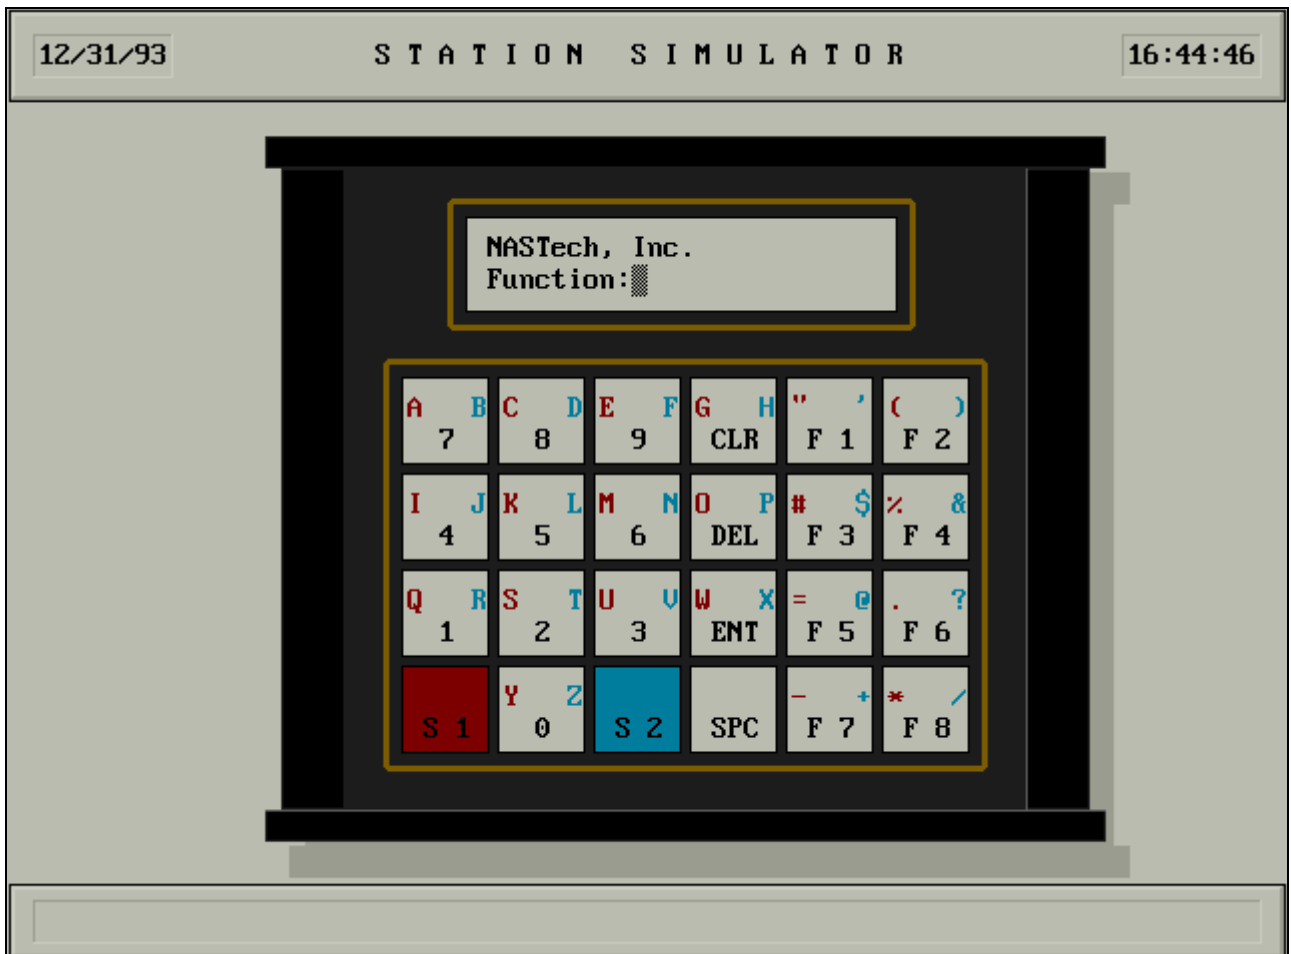 12/31/93 STATION SIMULATOR 16:44:46
NASTech, Inc.
Function:
A B C D E F G H " ' ( )
7 8 9 CLR F 1 F 2
I J K L M N O P # $ % &
4 5 6 DEL F 3 F 4
Q R S T U V W X = @ . ?
1 2 3 ENT F 5 F 6
Y Z - + * /
S 1 0 S 2 SPC F 7 F 8